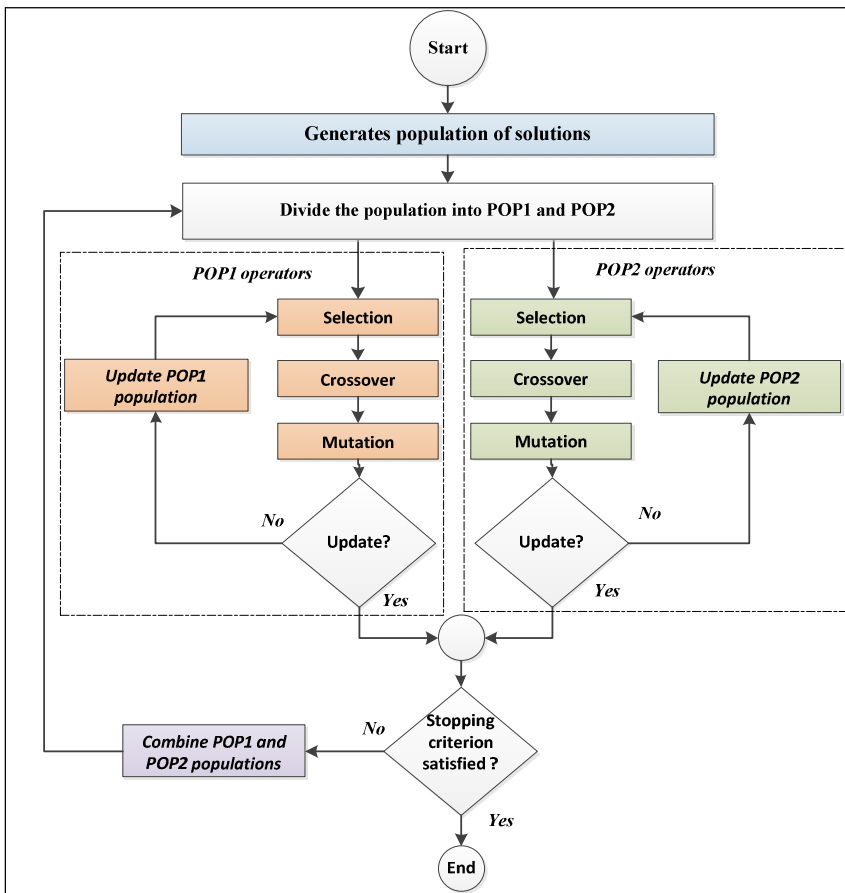 Start
Generates population of solutions
Divide the population into POP1 and POP2
POP1 operators
POP2 operators
Selection
Selection
Update POP1
population
Crossover
Crossover
Update POP2
population
Mutation
Mutation
No
Update?
Yes
No
Update?
Yes
No
Stopping
criterion
satisfied ?
Combine POP1 and
POP2 populations
Yes
End